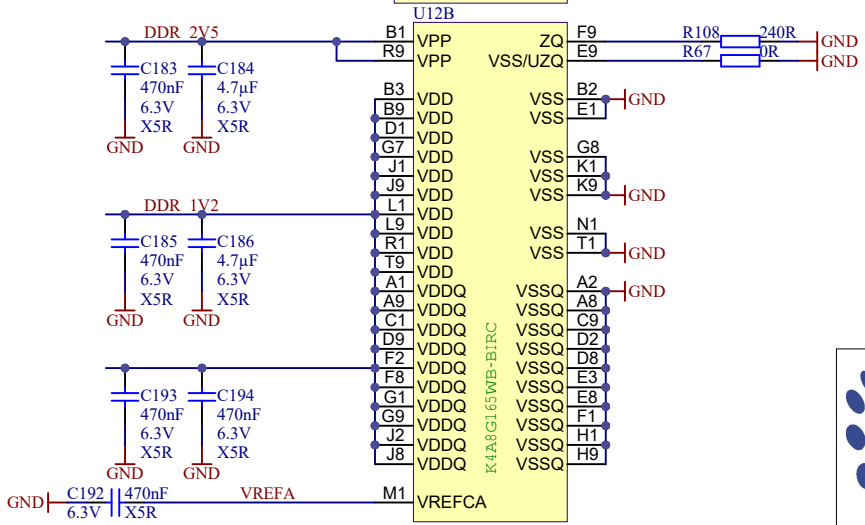 U12B
DDR_2V5
B1 VPP ZQ F9 R108 240R GND
R9 VPP VSS/UZQ E9 R67 0R GND
C183 C184
470nF 4.7µF
6.3V 6.3V
X5R X5R
GND GND
B3 VDD VSS B2 GND
B9 VDD VSS E1
D1 VDD
G7 VDD VSS G8
J1 VDD VSS K1
J9 VDD VSS K9 GND
DDR_1V2
L1 VDD
L9 VDD VSS N1
R1 VDD VSS T1 GND
T9 VDD
C185 C186
470nF 4.7µF
6.3V 6.3V
X5R X5R
GND GND
A1 VDDQ VSSQ A2 GND
A9 VDDQ VSSQ A8
C1 VDDQ VSSQ C9
D9 VDDQ VSSQ D2
F2 VDDQ VSSQ D8
F8 VDDQ VSSQ E3
G1 VDDQ VSSQ E8
G9 VDDQ VSSQ F1
J2 VDDQ VSSQ H1
J8 VDDQ VSSQ H9
C193 C194
470nF 470nF
6.3V 6.3V
X5R X5R
GND GND
K4A8G165WB-BIRC
GND C192 470nF VREFA M1 VREFCA
6.3V X5R